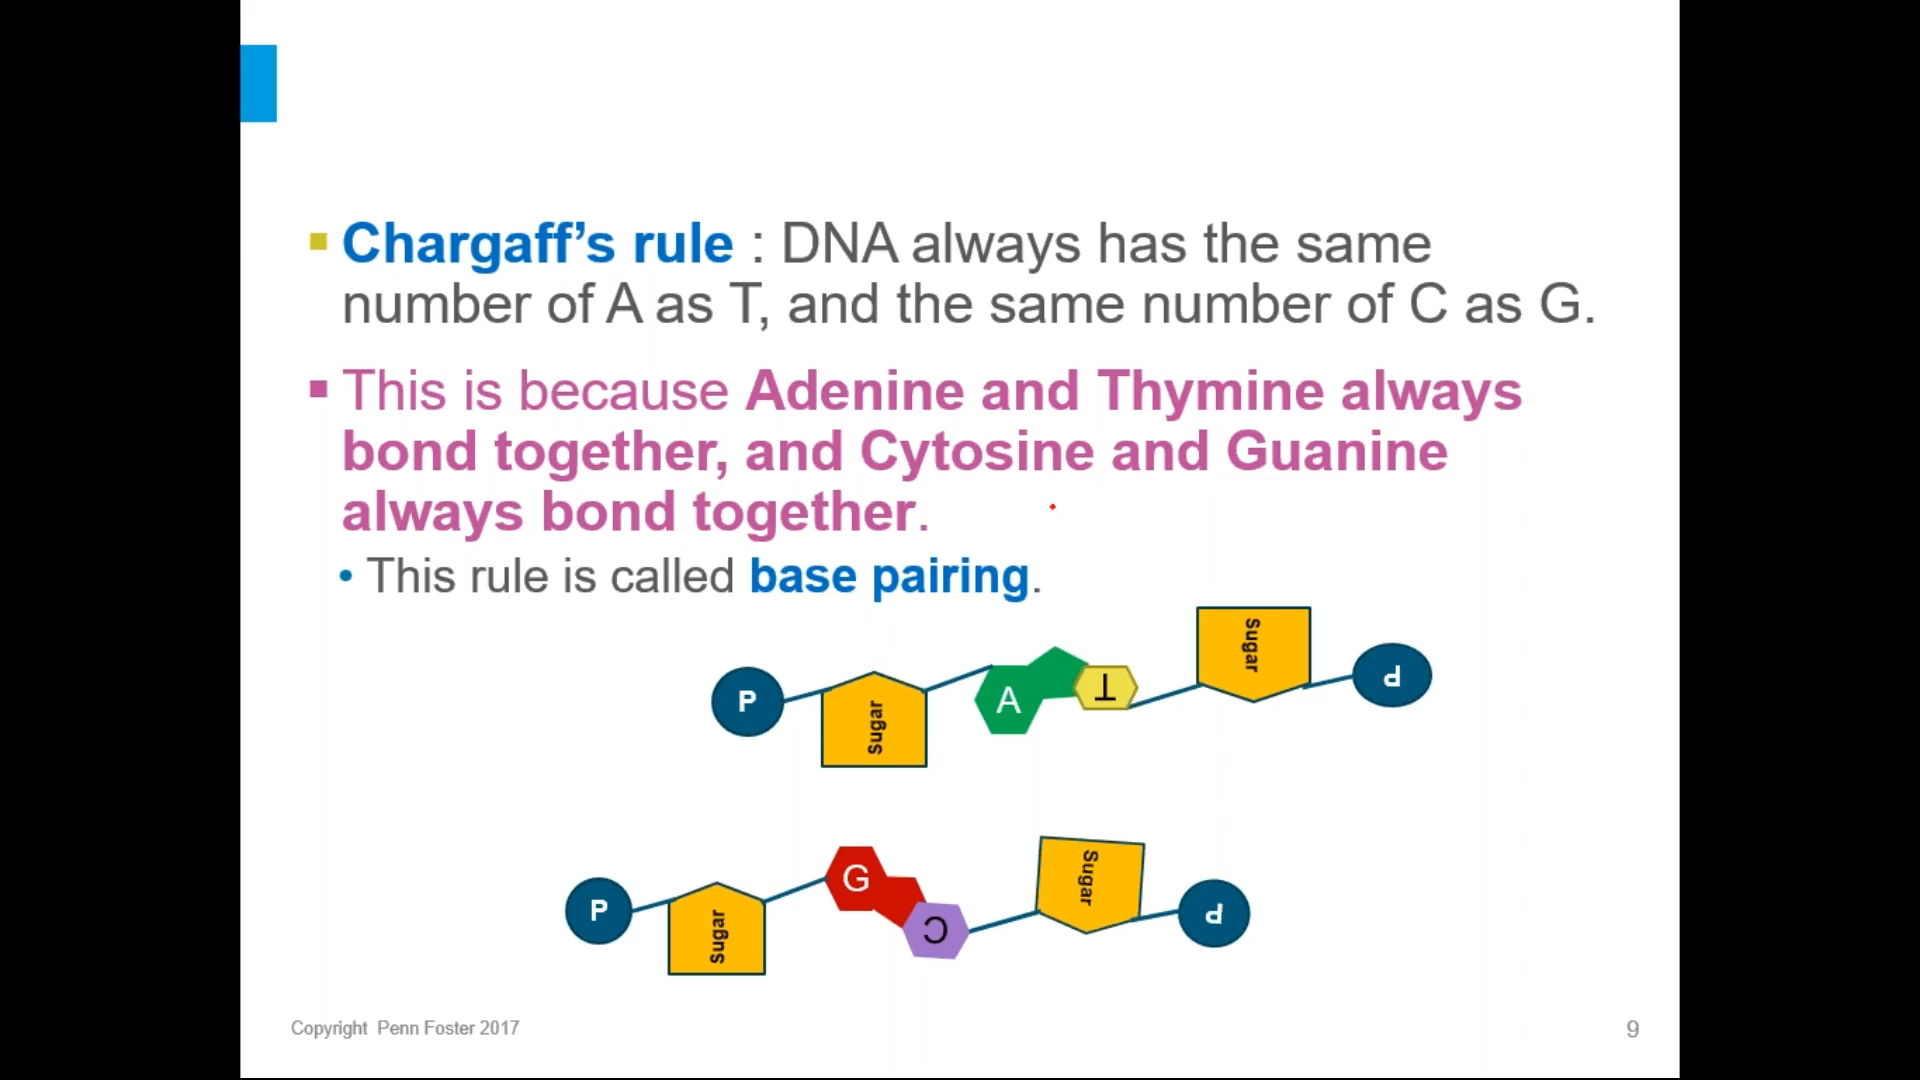 Chargaff’s rule : DNA always has the same
number of A as T, and the same number of C as G.
This is because Adenine and Thymine always
bond together, and Cytosine and Guanine
always bond together.
• This rule is called base pairing.
P sugar A T Sugar P
P sugar G C Sugar P
Copyright Penn Foster 2017 9